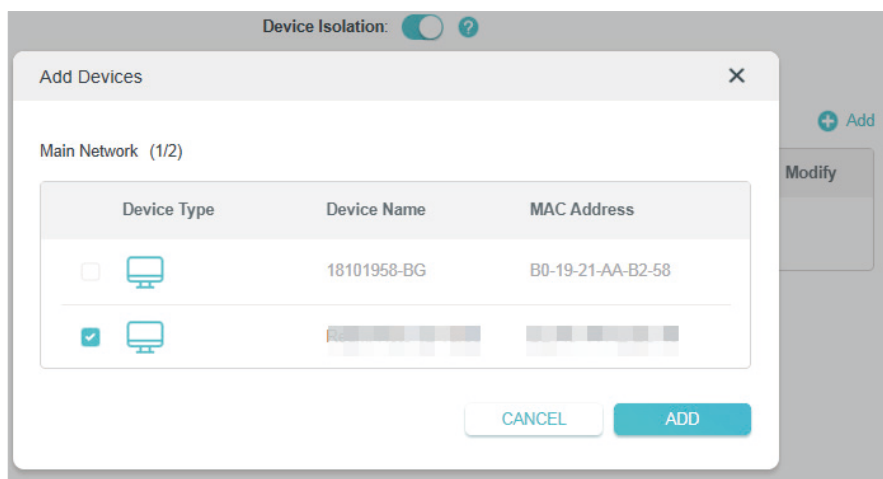 Device Isolation:
Add Devices
Add
Main Network (1/2)
Modify
Device Type Device Name MAC Address
18101958-BG B0-19-21-AA-B2-58
CANCEL ADD